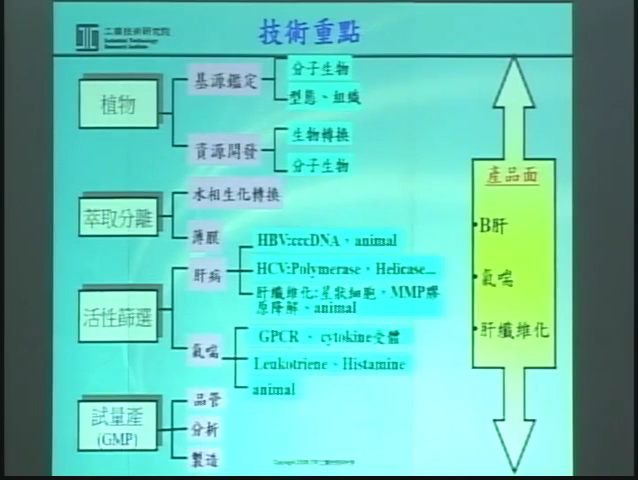 工業技術研究院
Industrial Technology
Research Institute
技術重點
植物
基源鑑定
分子生物
型態、組織
資源開發
生物轉換
分子生物
萃取分離
水相生化轉換
薄膜
活性篩選
肝病
HBV:cccDNA、animal
HCV:Polymerase、Helicase...
肝纖維化:星狀細胞、MMP膠
原降解、animal
氣喘
GPCR、cytokine受體
Leukotriene、Histamine
animal
試量產
(GMP)
品管
分析
製造
產品面
•B肝
•氣喘
•肝纖維化